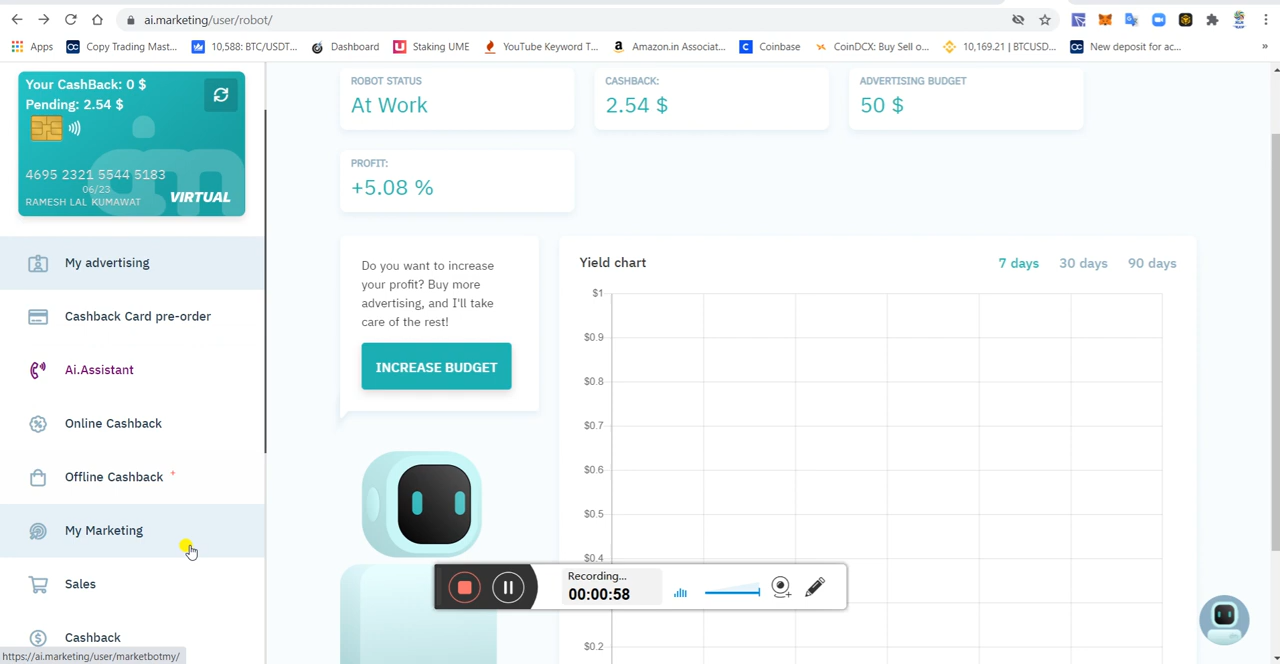 ai.marketing/user/robot/
Apps Copy Trading Mast... 10,588: BTC/USDT... Dashboard Staking UME YouTube Keyword T... Amazon.in Associat... Coinbase CoinDCX: Buy Sell o... 10,169.21 | BTCUSD... New deposit for ac... »
Your CashBack: 0 $
Pending: 2.54 $
4695 2321 5544 5183
06/23
RAMESH LAL KUMAWAT
VIRTUAL
My advertising
Cashback Card pre-order
Ai.Assistant
Online Cashback
Offline Cashback *
My Marketing
Sales
Cashback
https://ai.marketing/user/marketbotmy/
ROBOT STATUS
At Work
CASHBACK:
2.54 $
ADVERTISING BUDGET
50 $
PROFIT:
+5.08 %
Do you want to increase
your profit? Buy more
advertising, and I'll take
care of the rest!
INCREASE BUDGET
Yield chart
7 days 30 days 90 days
$1
$0.9
$0.8
$0.7
$0.6
$0.5
$0.4
$0.2
Recording...
00:00:58